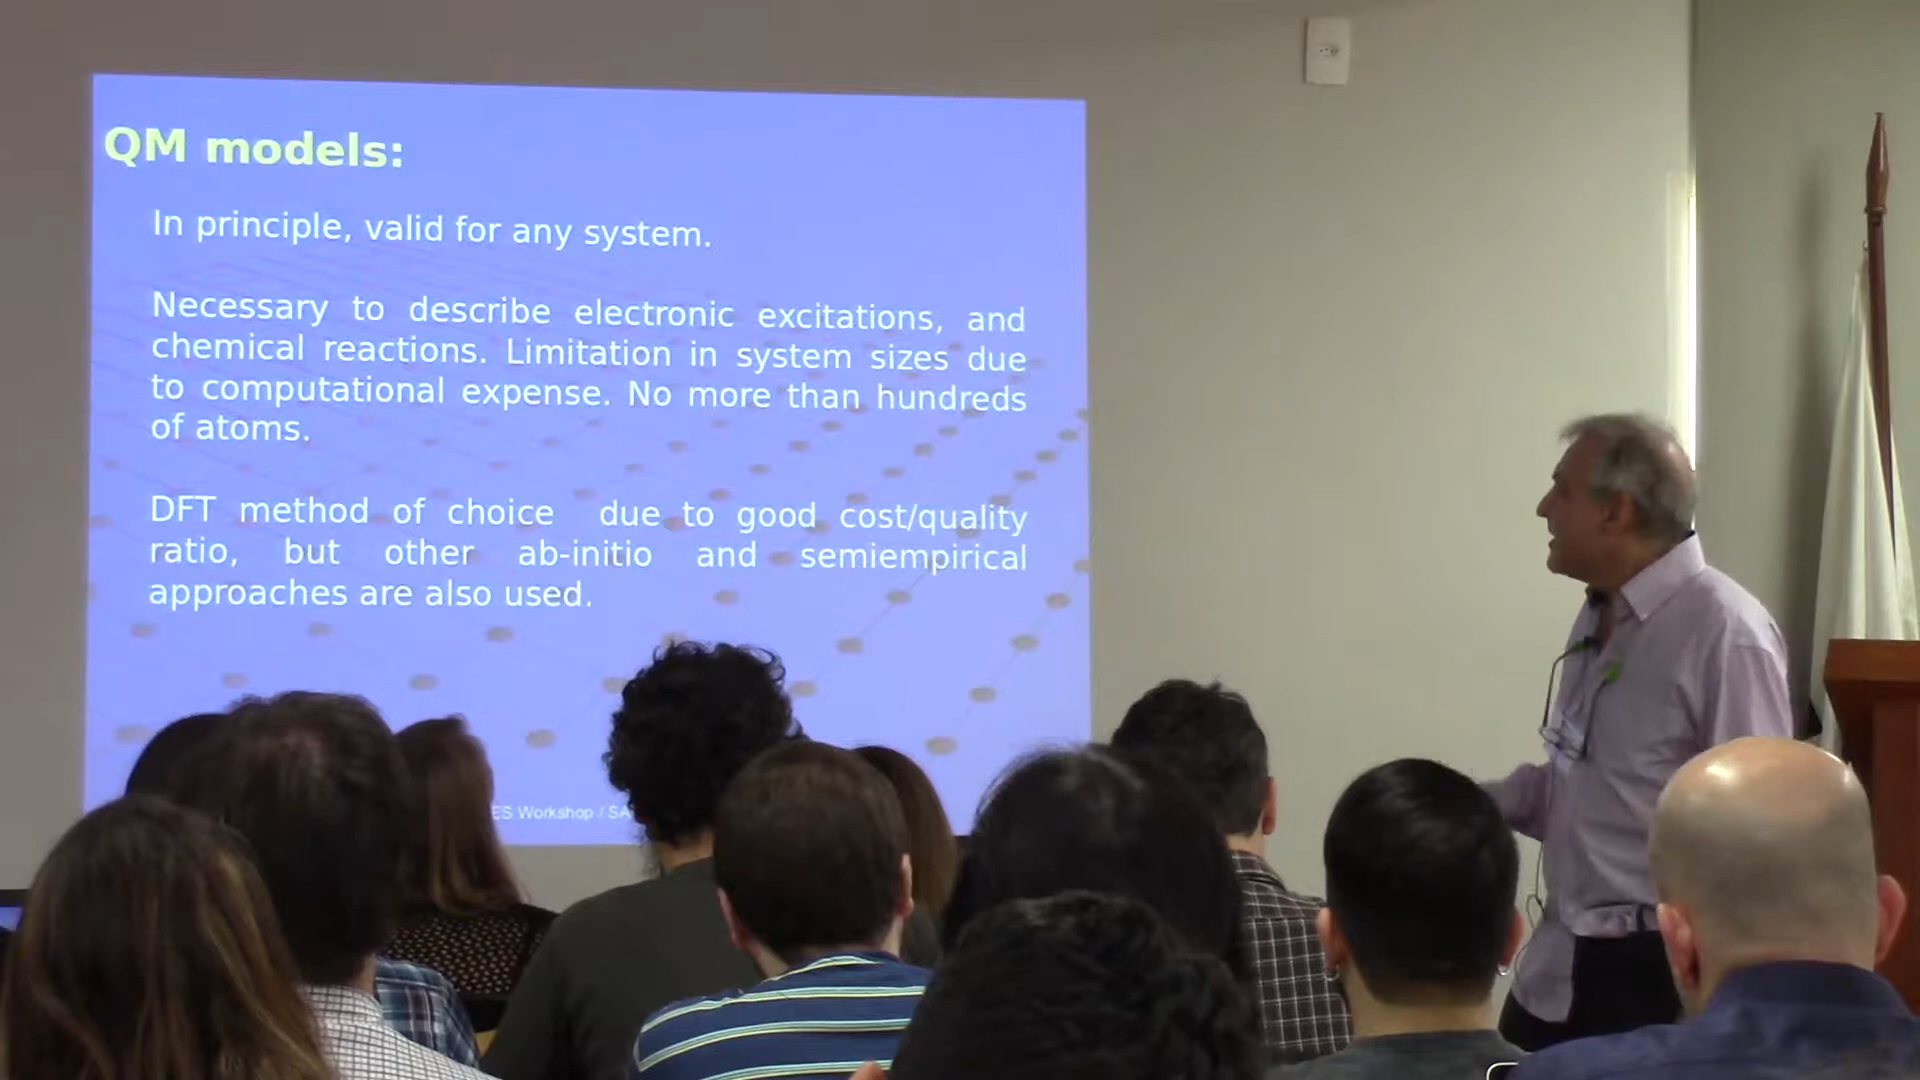 QM models:
In principle, valid for any system.
Necessary to describe electronic excitations, and
chemical reactions. Limitation in system sizes due
to computational expense. No more than hundreds
of atoms.
DFT method of choice due to good cost/quality
ratio, but other ab-initio and semiempirical
approaches are also used.
ES Workshop / SA